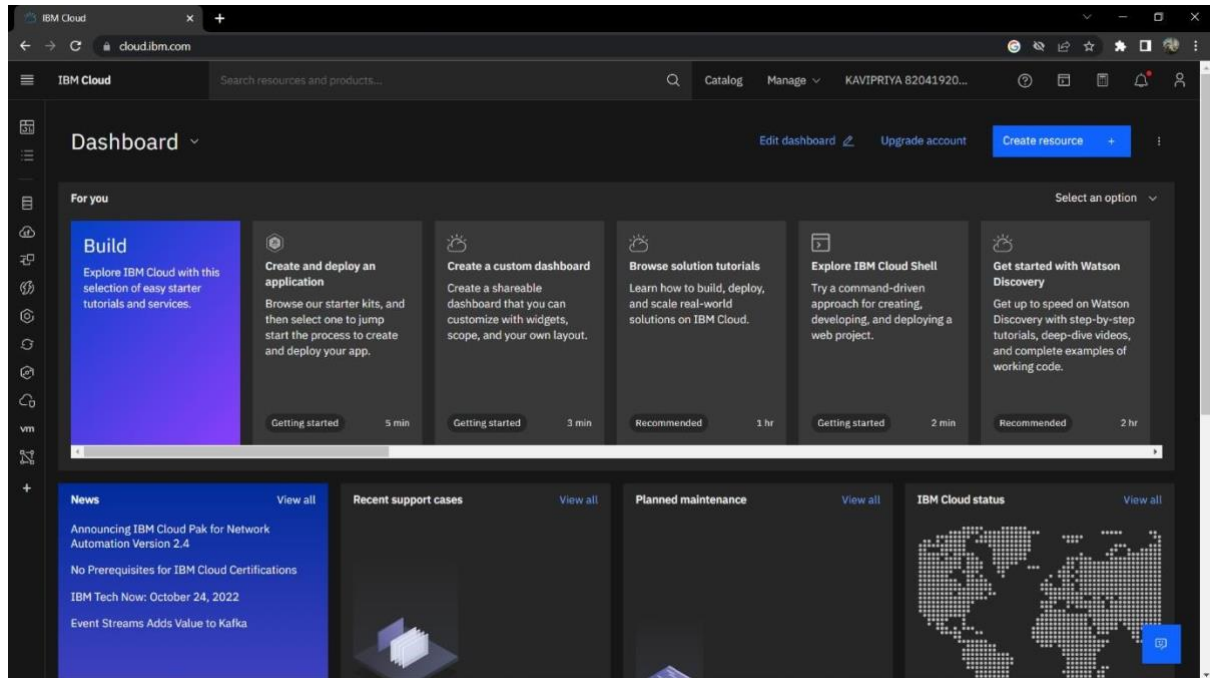 IBM Cloud
cloud.ibm.com
IBM Cloud
Search resources and products...
Catalog
Manage
KAVIPRIYA 82041920...
Dashboard
Edit dashboard
Upgrade account
Create resource +
For you
Select an option
Build
Explore IBM Cloud with this
selection of easy starter
tutorials and services.
Create and deploy an
application
Browse our starter kits, and
then select one to jump
start the process to create
and deploy your app.
Getting started 5 min
Create a custom dashboard
Create a shareable
dashboard that you can
customize with widgets,
scope, and your own layout.
Getting started 3 min
Browse solution tutorials
Learn how to build, deploy,
and scale real-world
solutions on IBM Cloud.
Recommended 1 hr
Explore IBM Cloud Shell
Try a command-driven
approach for creating,
developing, and deploying a
web project.
Getting started 2 min
Get started with Watson
Discovery
Get up to speed on Watson
Discovery with step-by-step
tutorials, deep-dive videos,
and complete examples of
working code.
Recommended 2 hr
vm
News View all
Announcing IBM Cloud Pak for Network
Automation Version 2.4
No Prerequisites for IBM Cloud Certifications
IBM Tech Now: October 24, 2022
Event Streams Adds Value to Kafka
Recent support cases View all
Planned maintenance View all
IBM Cloud status View all